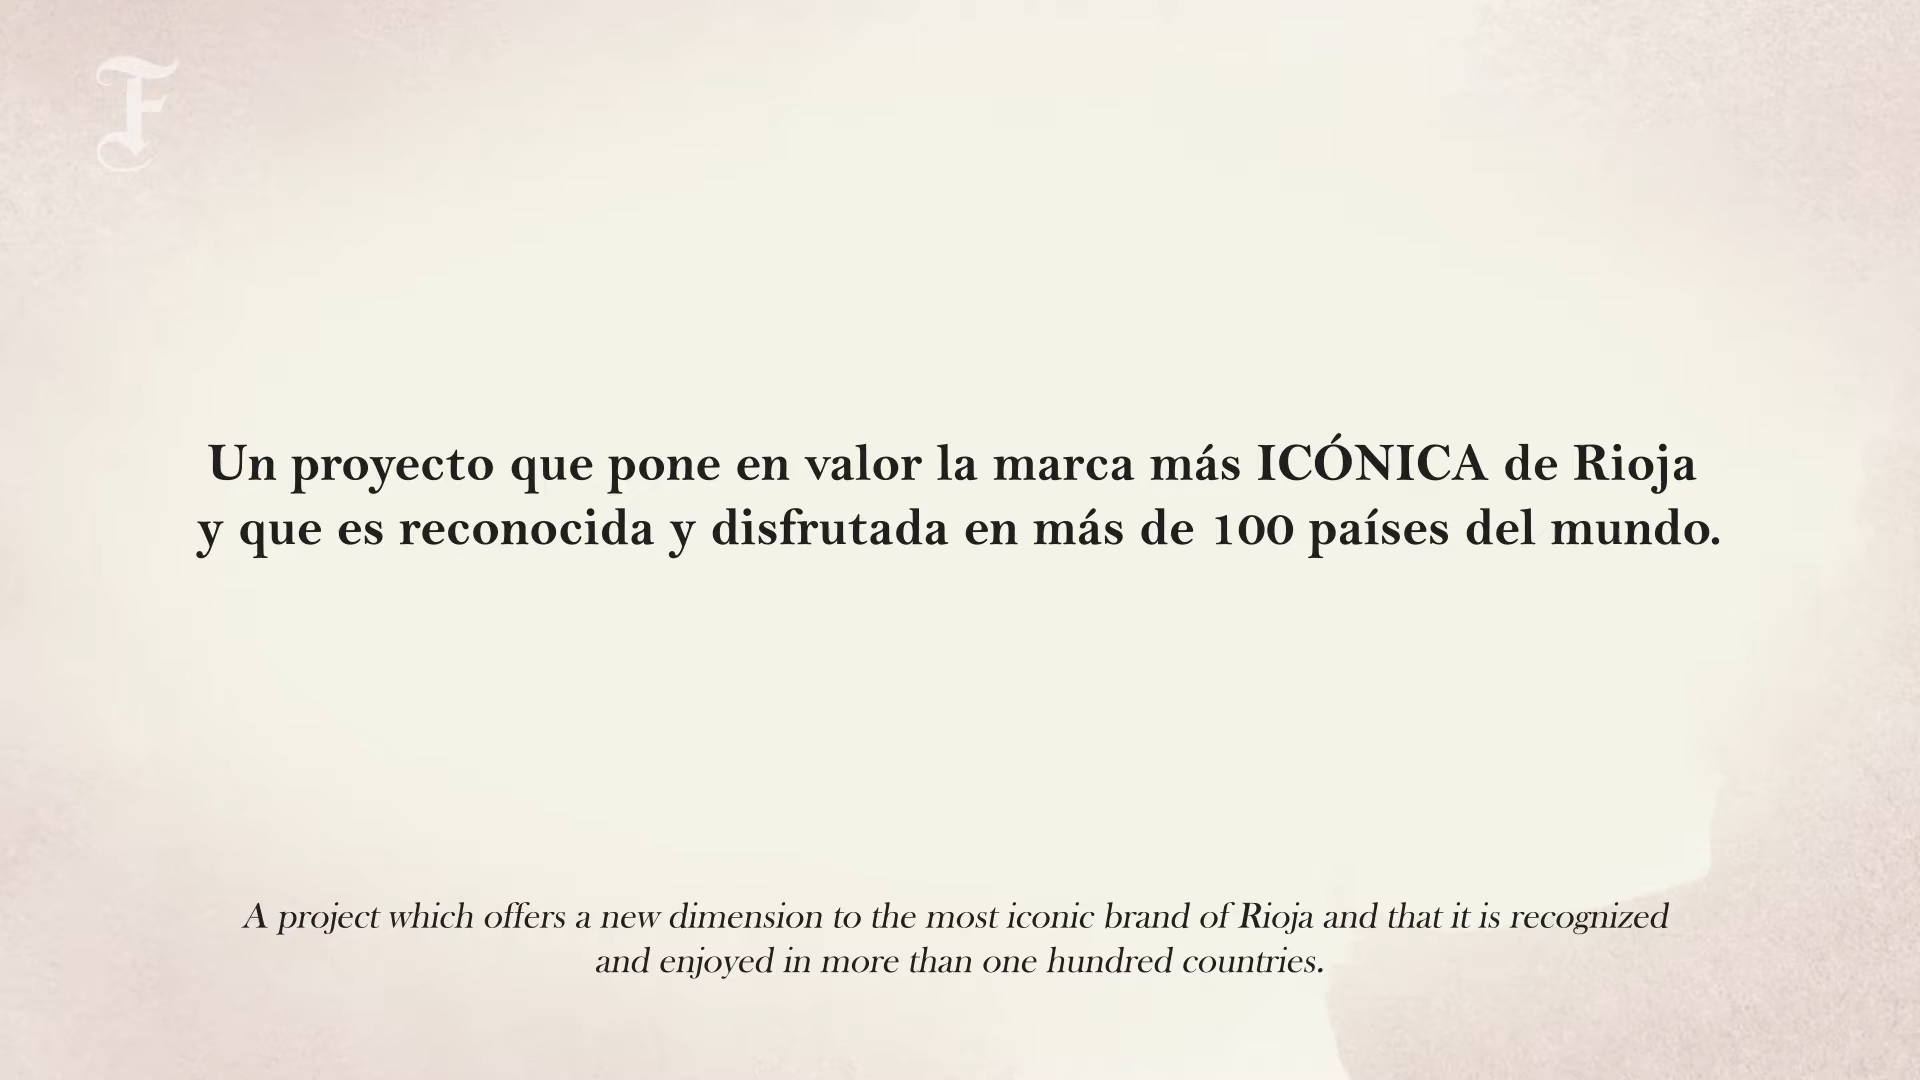 F
Un proyecto que pone en valor la marca más ICÓNICA de Rioja
y que es reconocida y disfrutada en más de 100 países del mundo.
A project which offers a new dimension to the most iconic brand of Rioja and that it is recognized
and enjoyed in more than one hundred countries.